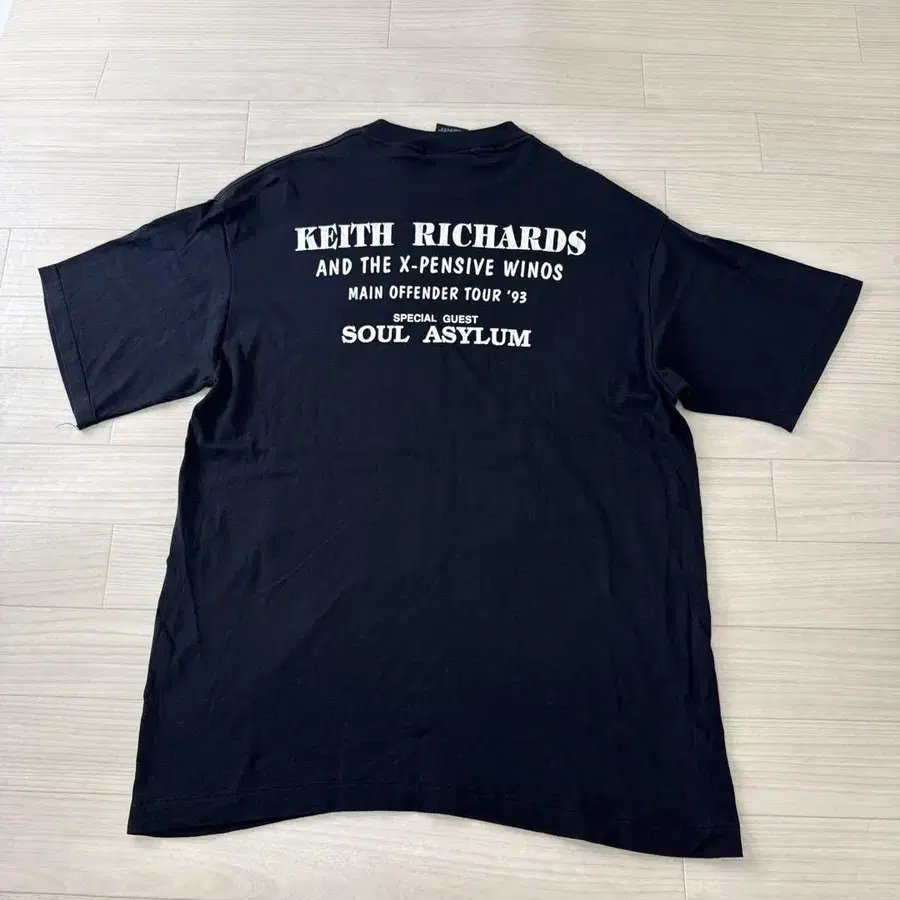 KEITH RICHARDS
AND THE X-PENSIVE WINOS
MAIN OFFENDER TOUR '93
SPECIAL GUEST
SOUL ASYLUM